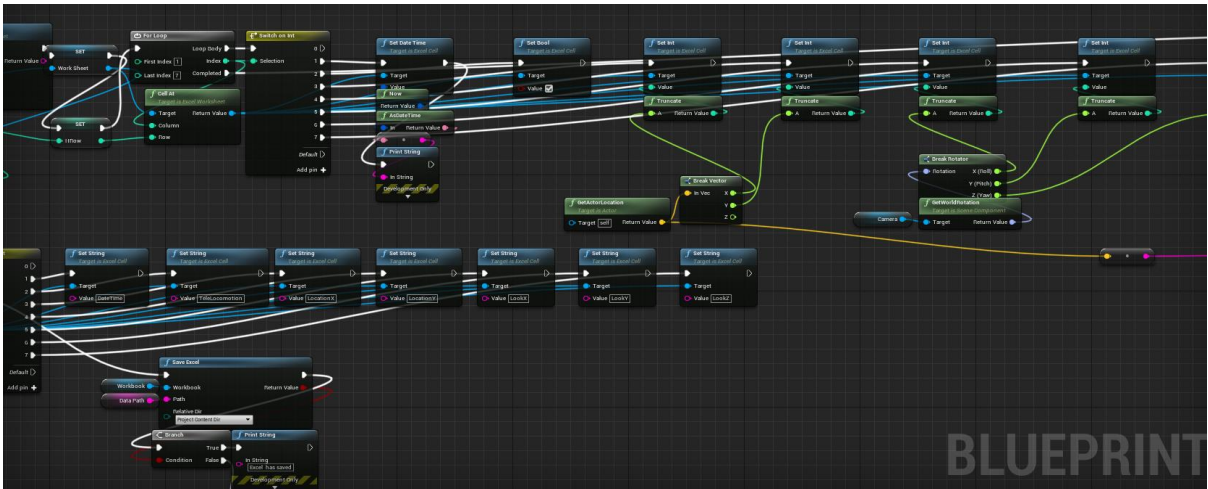 Return Value
SET
Work Sheet
SET
For Loop
Loop Body
First Index 1
Index
Last Index 7
Completed
Cell At
Target is Excel Worksheet
Target
Return Value
Column
Row
Switch on Int
0
Selection
1
2
3
4
5
6
7
Default
Add pin +
Set Date Time
Target is Excel Cell
Target
Value
Now
Return Value
AsDateTime
In
Return Value
Print String
In String
Development Only
Set Bool
Target is Excel Cell
Target
Value
Set Int
Target is Excel Cell
Target
Value
Truncate
A
Return Value
Set Int
Target is Excel Cell
Target
Value
Truncate
A
Return Value
Set Int
Target is Excel Cell
Target
Value
Truncate
A
Return Value
Set Int
Target is Excel Cell
Target
Value
Truncate
A
Return Value
GetActorLocation
Target is Actor
Target self
Return Value
Break Vector
In Vec
X
Y
Z
Break Rotator
Rotation
X (Roll)
Y (Pitch)
Z (Yaw)
Camera
GetWorldRotation
Target is Scene Component
Target
Return Value
0
1
2
3
4
5
6
7
Default
Add pin +
Set String
Target is Excel Cell
Target
Value DateTime
Set String
Target is Excel Cell
Target
Value TileLocomotion
Set String
Target is Excel Cell
Target
Value LocationX
Set String
Target is Excel Cell
Target
Value LocationY
Set String
Target is Excel Cell
Target
Value LookX
Set String
Target is Excel Cell
Target
Value LookY
Set String
Target is Excel Cell
Target
Value LookZ
Save Excel
Workbook
Workbook
Return Value
Data Path
Path
Relative Dir
Project Content Dir
Branch
True
Condition
False
Print String
In String
Excel has saved
Development Only
BLUEPRINT